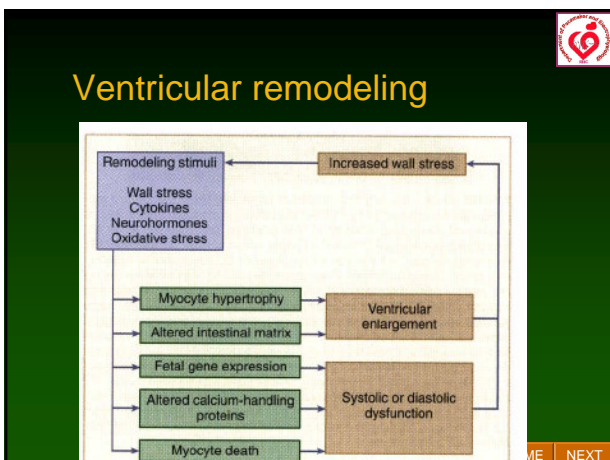 Ventricular remodeling
Remodeling stimuli
Wall stress
Cytokines
Neurohormones
Oxidative stress
Increased wall stress
Myocyte hypertrophy
Altered intestinal matrix
Fetal gene expression
Altered calcium-handling
proteins
Myocyte death
Ventricular
enlargement
Systolic or diastolic
dysfunction
ME
NEXT